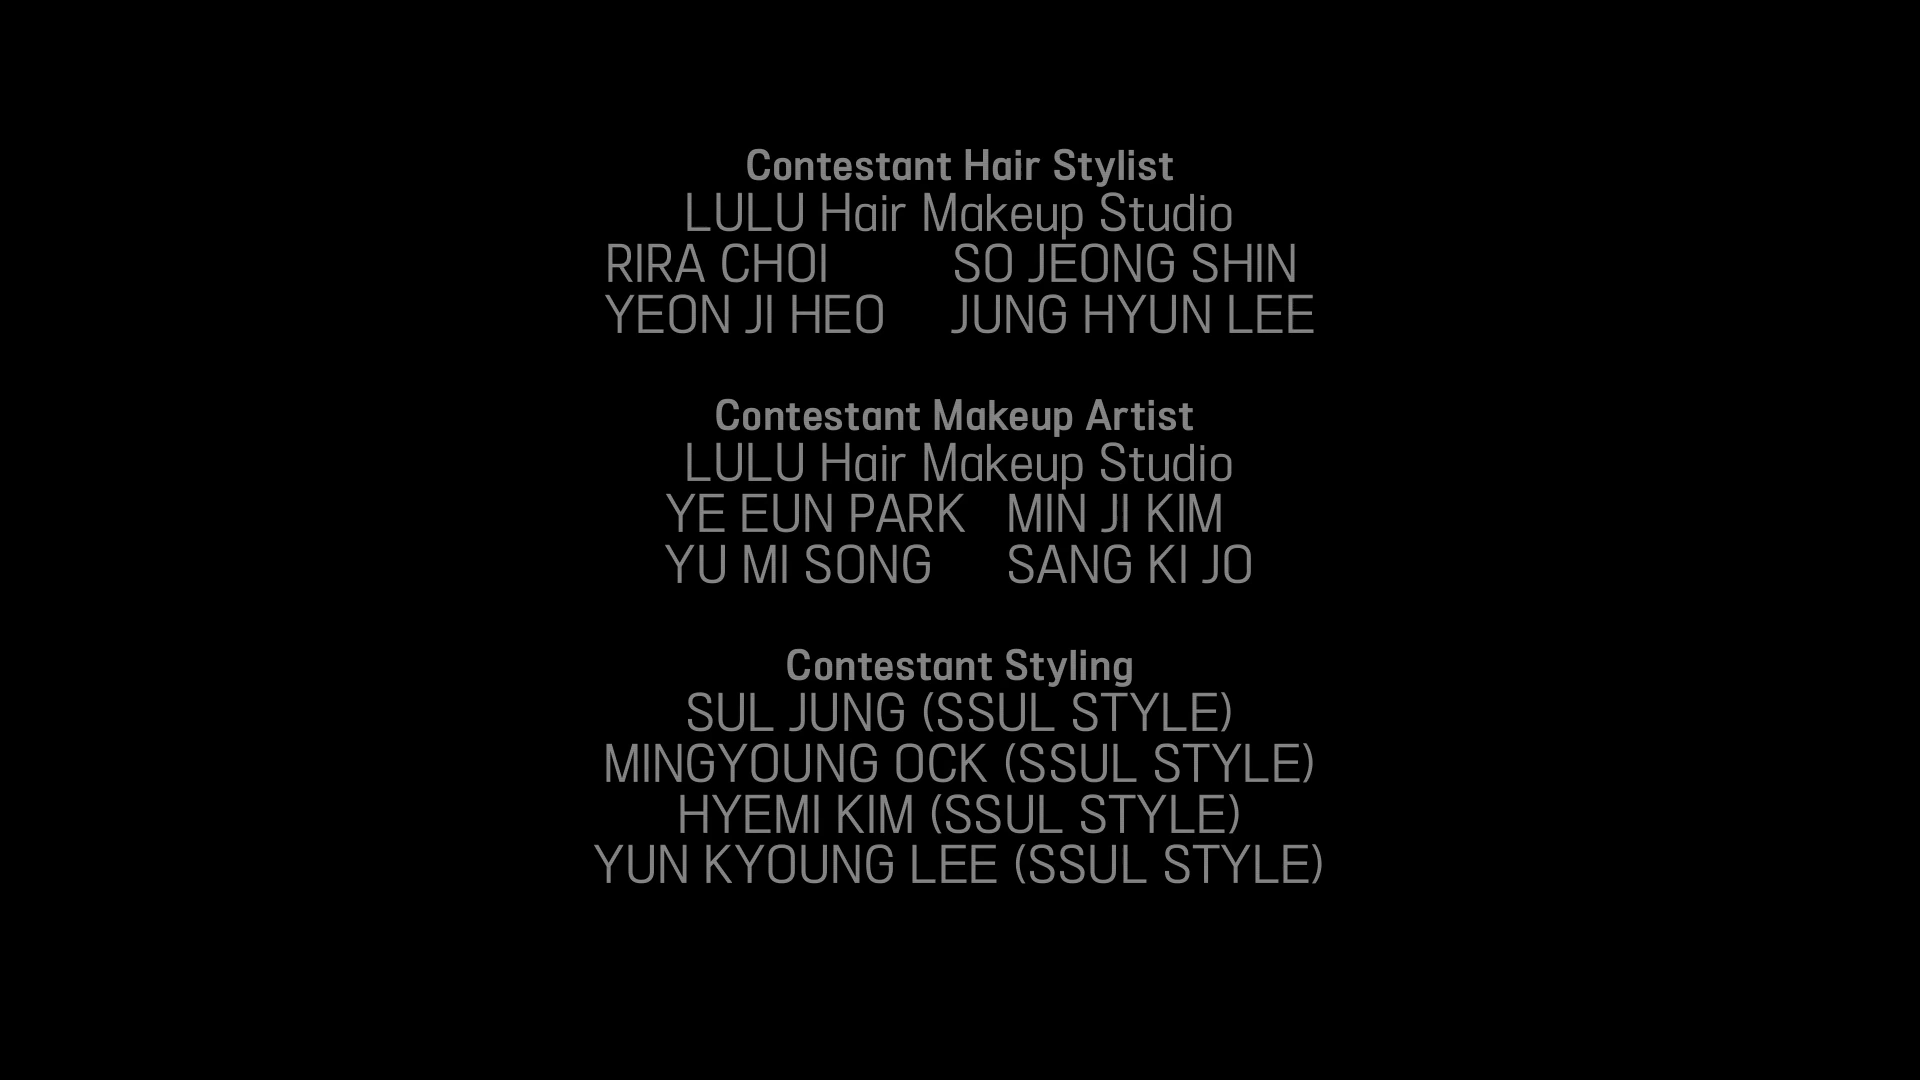 Contestant Hair Stylist
LULU Hair Makeup Studio
RIRA CHOI SO JEONG SHIN
YEON JI HEO JUNG HYUN LEE
Contestant Makeup Artist
LULU Hair Makeup Studio
YE EUN PARK MIN JI KIM
YU MI SONG SANG KI JO
Contestant Styling
SUL JUNG (SSUL STYLE)
MINGYOUNG OCK (SSUL STYLE)
HYEMI KIM (SSUL STYLE)
YUN KYOUNG LEE (SSUL STYLE)